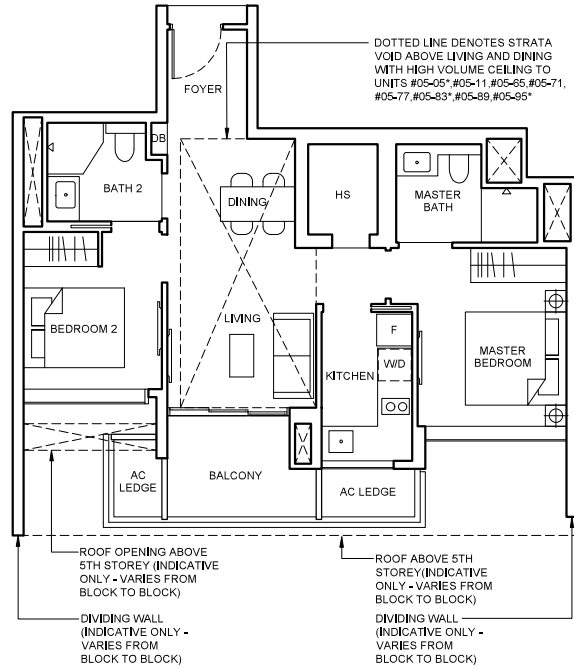 DOTTED LINE DENOTES STRATA
VOID ABOVE LIVING AND DINING
WITH HIGH VOLUME CEILING TO
UNITS #05-05*,#05-11,#05-65,#05-71,
#05-77,#05-83*,#05-89,#05-95*
FOYER
DB
BATH 2
DINING
HS
MASTER
BATH
BEDROOM 2
LIVING
F
W/D
KITCHEN
MASTER
BEDROOM
AC
LEDGE
BALCONY
AC LEDGE
ROOF OPENING ABOVE
5TH STOREY (INDICATIVE
ONLY - VARIES FROM
BLOCK TO BLOCK)
ROOF ABOVE 5TH
STOREY(INDICATIVE
ONLY - VARIES FROM
BLOCK TO BLOCK)
DIVIDING WALL
(INDICATIVE ONLY -
VARIES FROM
BLOCK TO BLOCK)
DIVIDING WALL
(INDICATIVE ONLY -
VARIES FROM
BLOCK TO BLOCK)